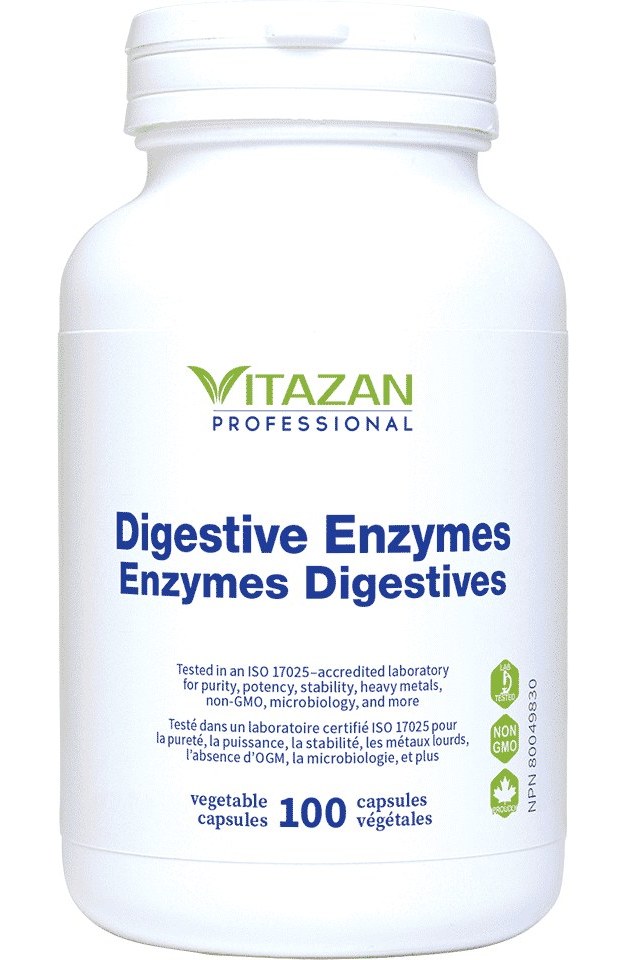 VITAZAN
PROFESSIONAL
Digestive Enzymes
Enzymes Digestives
Tested in an ISO 17025–accredited laboratory
for purity, potency, stability, heavy metals,
non-GMO, microbiology, and more
Testé dans un laboratoire certifié ISO 17025 pour
la pureté, la puissance, la stabilité, les métaux lourds,
l’absence d’OGM, la microbiologie, et plus
vegetable
capsules
100
capsules
végétales
LAB
TESTED
NON
GMO
NPN 80049830